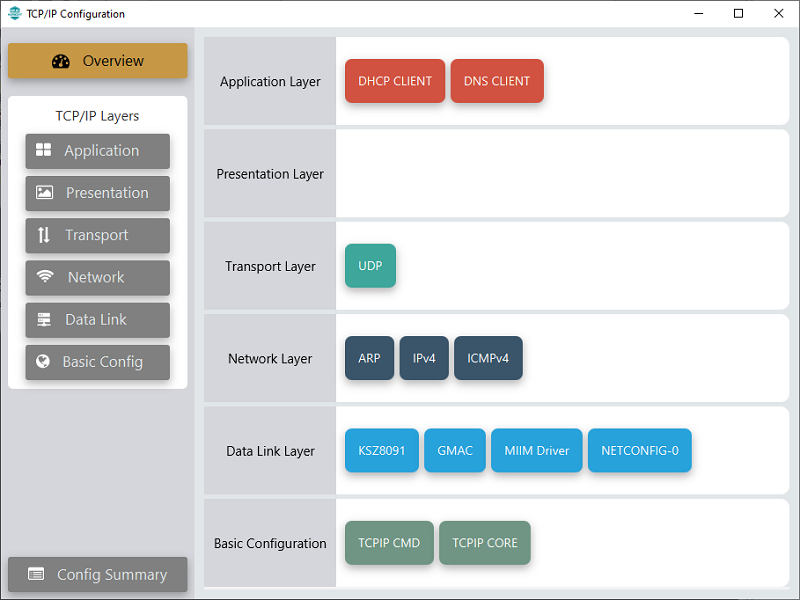 TCP/IP Configuration
Overview
TCP/IP Layers
Application
Presentation
Transport
Network
Data Link
Basic Config
Config Summary
Application Layer
DHCP CLIENT
DNS CLIENT
Presentation Layer
Transport Layer
UDP
Network Layer
ARP
IPv4
ICMPv4
Data Link Layer
KSZ8091
GMAC
MIIM Driver
NETCONFIG-0
Basic Configuration
TCPIP CMD
TCPIP CORE